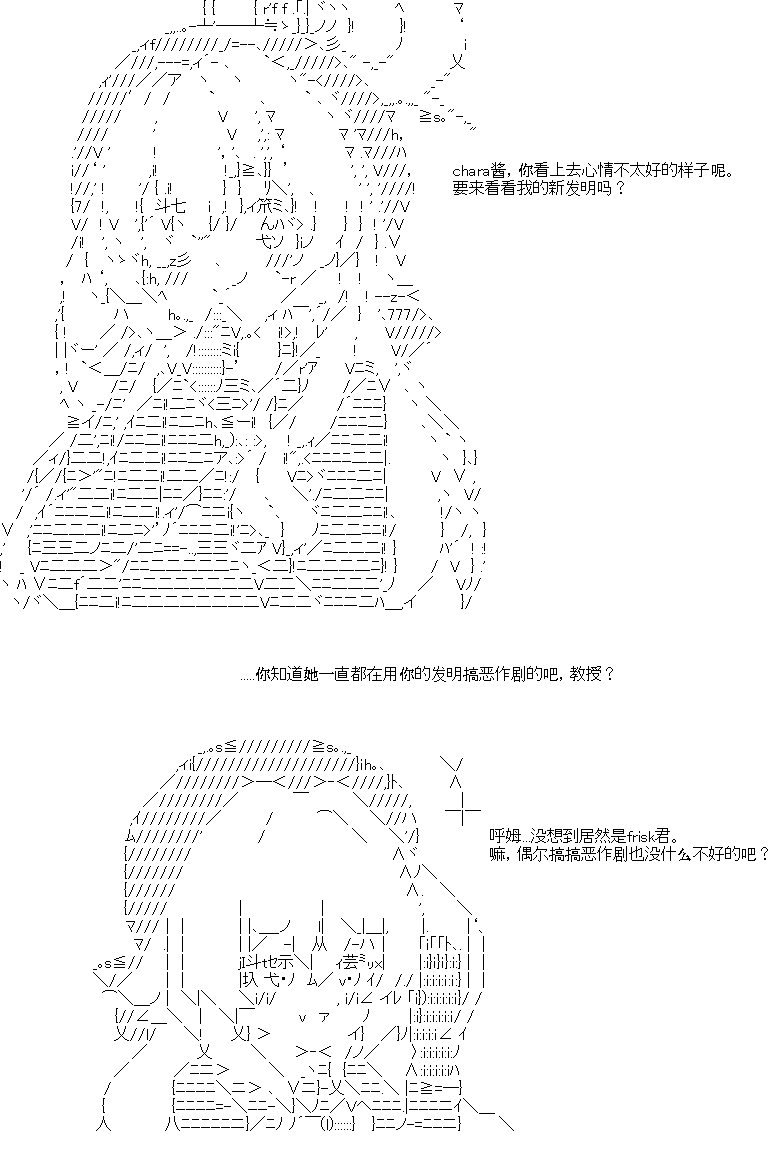 chara酱，你看上去心情不太好的样子呢。
要来看看我的新发明吗？
.....你知道她一直都在用你的发明搞恶作剧的吧，教授？
呼姆...没想到居然是frisk君。
嘛，偶尔搞搞恶作剧也没什么不好的吧？